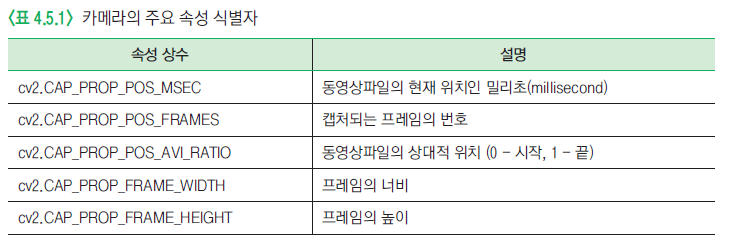 〈표 4.5.1〉 카메라의 주요 속성 식별자
속성 상수 설명
cv2.CAP_PROP_POS_MSEC 동영상파일의 현재 위치인 밀리초(millisecond)
cv2.CAP_PROP_POS_FRAMES 캡처되는 프레임의 번호
cv2.CAP_PROP_POS_AVI_RATIO 동영상파일의 상대적 위치 (0 - 시작, 1 - 끝)
cv2.CAP_PROP_FRAME_WIDTH 프레임의 너비
cv2.CAP_PROP_FRAME_HEIGHT 프레임의 높이